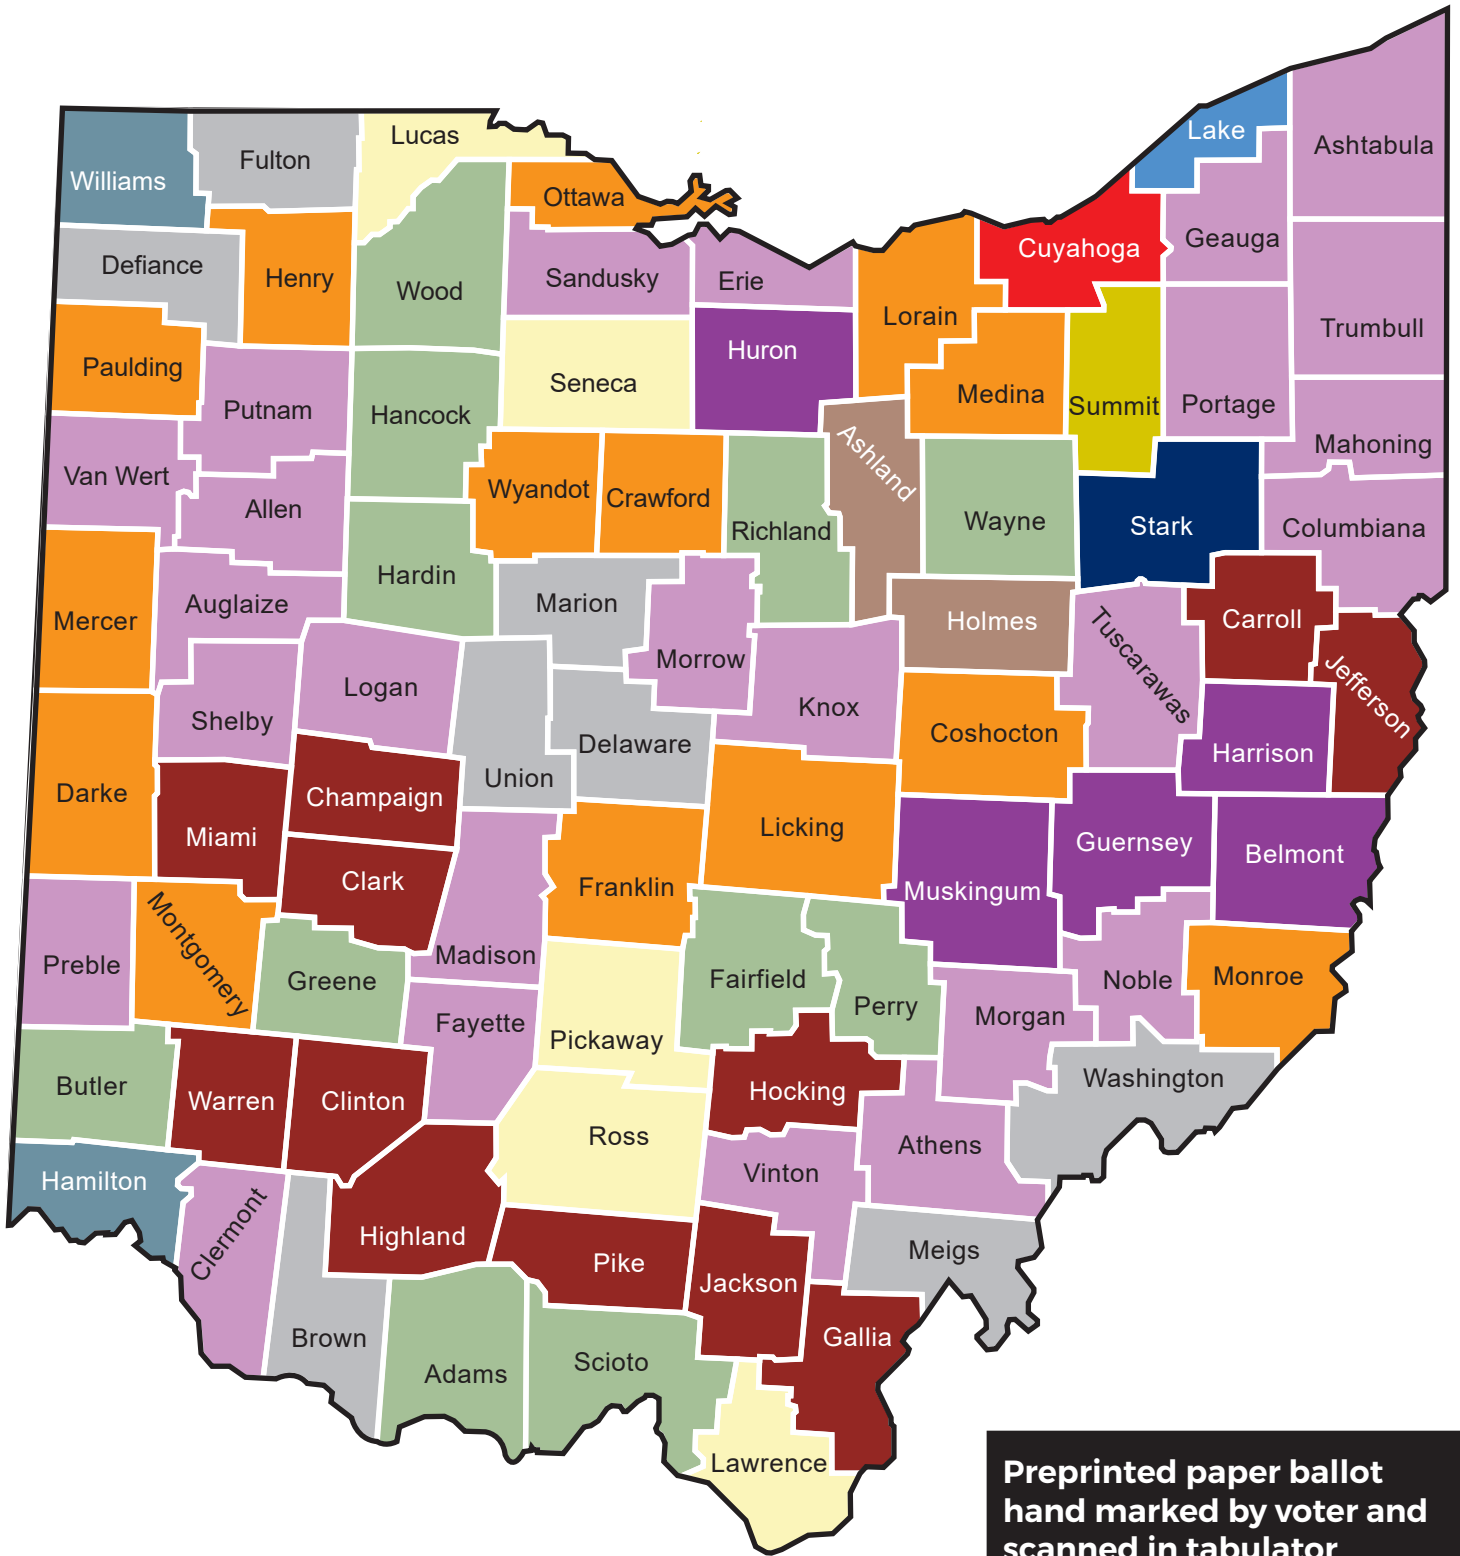 Lake
Ashtabula
Lucas
Fulton
Williams
Ottawa
Geauga
Cuyahoga
Defiance
Henry
Sandusky
Erie
Wood
Lorain
Trumbull
Huron
Paulding
Seneca
Medina
Summit
Portage
Putnam
Hancock
Mahoning
Ashland
Van Wert
Wyandot
Crawford
Allen
Richland
Wayne
Stark
Columbiana
Hardin
Marion
Auglaize
Mercer
Holmes
Carroll
Tuscarawas
Morrow
Jefferson
Logan
Knox
Shelby
Coshocton
Delaware
Harrison
Union
Darke
Champaign
Miami
Licking
Guernsey
Belmont
Clark
Franklin
Muskingum
Montgomery
Madison
Preble
Greene
Fairfield
Noble
Monroe
Perry
Morgan
Fayette
Pickaway
Butler
Washington
Hocking
Warren
Clinton
Ross
Athens
Vinton
Hamilton
Clermont
Highland
Meigs
Pike
Jackson
Brown
Gallia
Scioto
Adams
Lawrence
Preprinted paper ballot
hand marked by voter and
scanned in tabulator